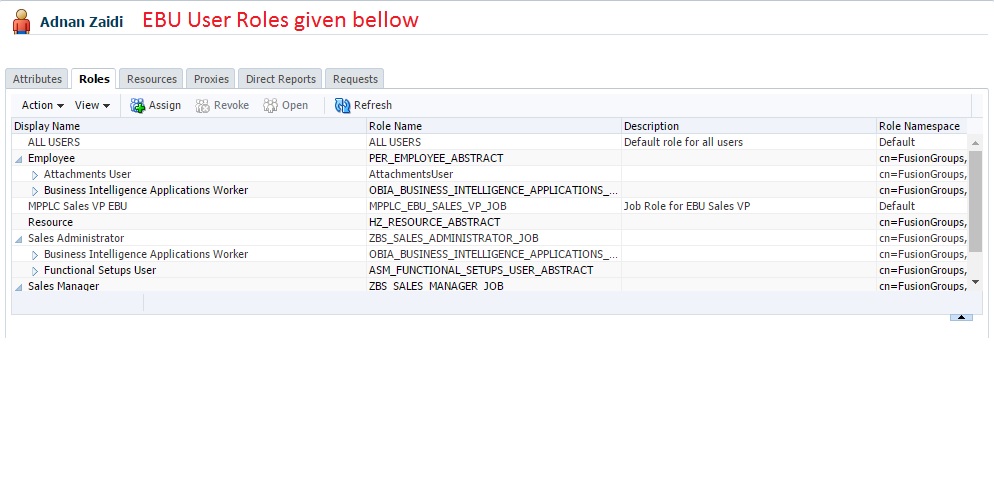 Adnan Zaidi EBU User Roles given bellow
Attributes Roles Resources Proxies Direct Reports Requests
Action View Assign Revoke Open Refresh
Display Name Role Name Description Role Namespace
ALL USERS ALL USERS Default role for all users Default
Employee PER_EMPLOYEE_ABSTRACT cn=FusionGroups,
Attachments User AttachmentsUser cn=FusionGroups,
Business Intelligence Applications Worker OBIA_BUSINESS_INTELLIGENCE_APPLICATIONS_... cn=FusionGroups,
MPPLC Sales VP EBU MPPLC_EBU_SALES_VP_JOB Job Role for EBU Sales VP Default
Resource HZ_RESOURCE_ABSTRACT cn=FusionGroups,
Sales Administrator ZBS_SALES_ADMINISTRATOR_JOB cn=FusionGroups,
Business Intelligence Applications Worker OBIA_BUSINESS_INTELLIGENCE_APPLICATIONS_... cn=FusionGroups,
Functional Setups User ASM_FUNCTIONAL_SETUPS_USER_ABSTRACT cn=FusionGroups,
Sales Manager ZBS_SALES_MANAGER_JOB cn=FusionGroups,